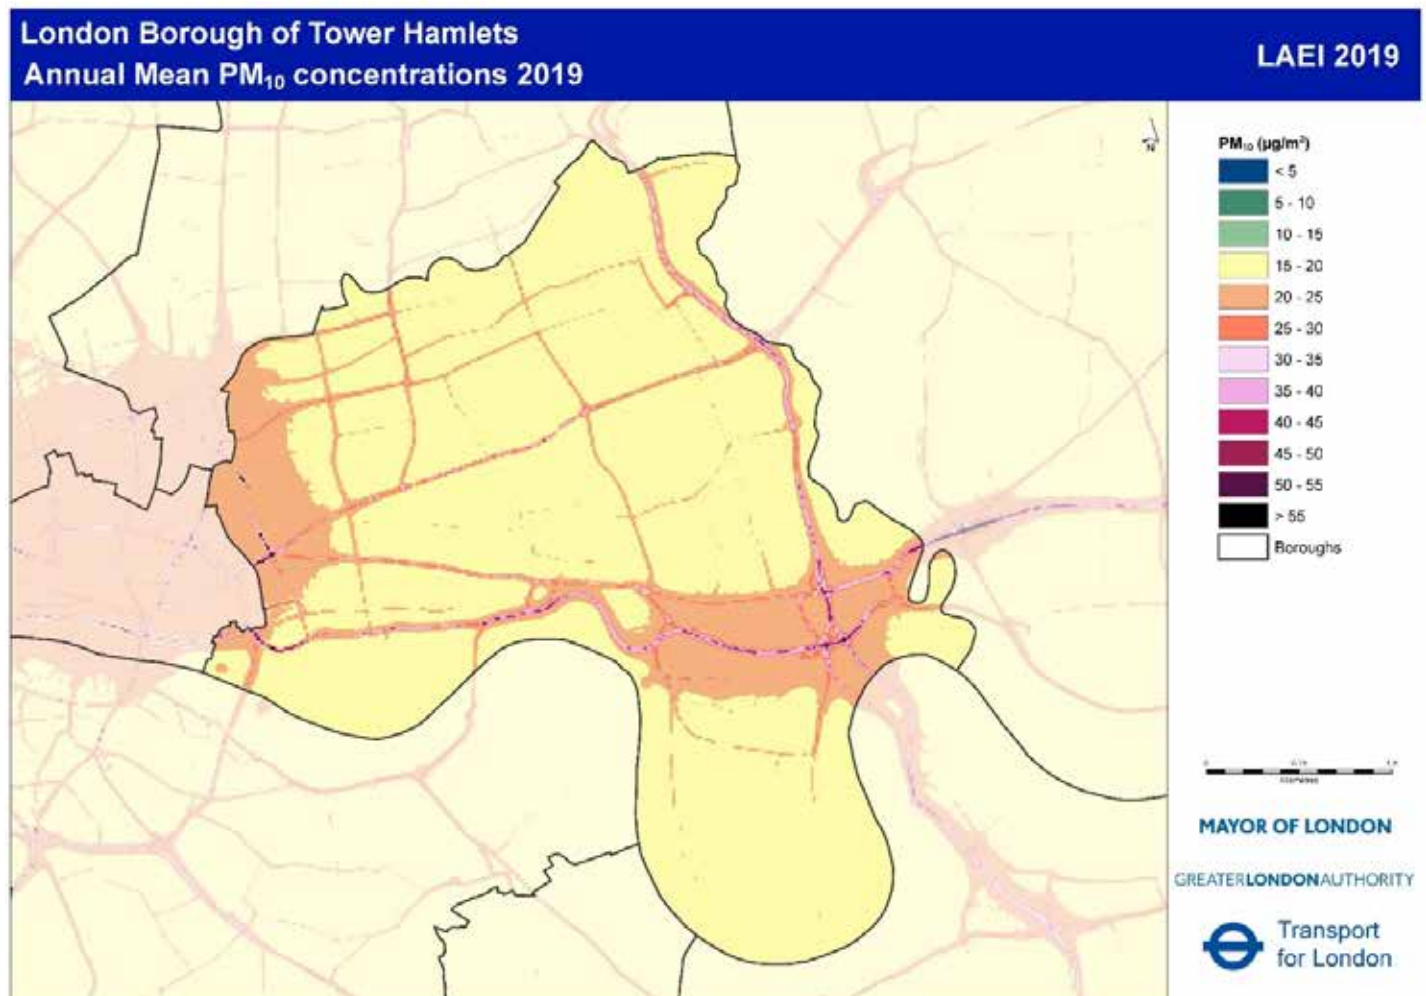 London Borough of Tower Hamlets
Annual Mean PM₁₀ concentrations 2019
LAEI 2019
N
PM₁₀ (µg/m³)
< 5
5 - 10
10 - 15
15 - 20
20 - 25
25 - 30
30 - 35
35 - 40
40 - 45
45 - 50
50 - 55
> 55
Boroughs
0
MAYOR OF LONDON
GREATERLONDONAUTHORITY
Transport
for London